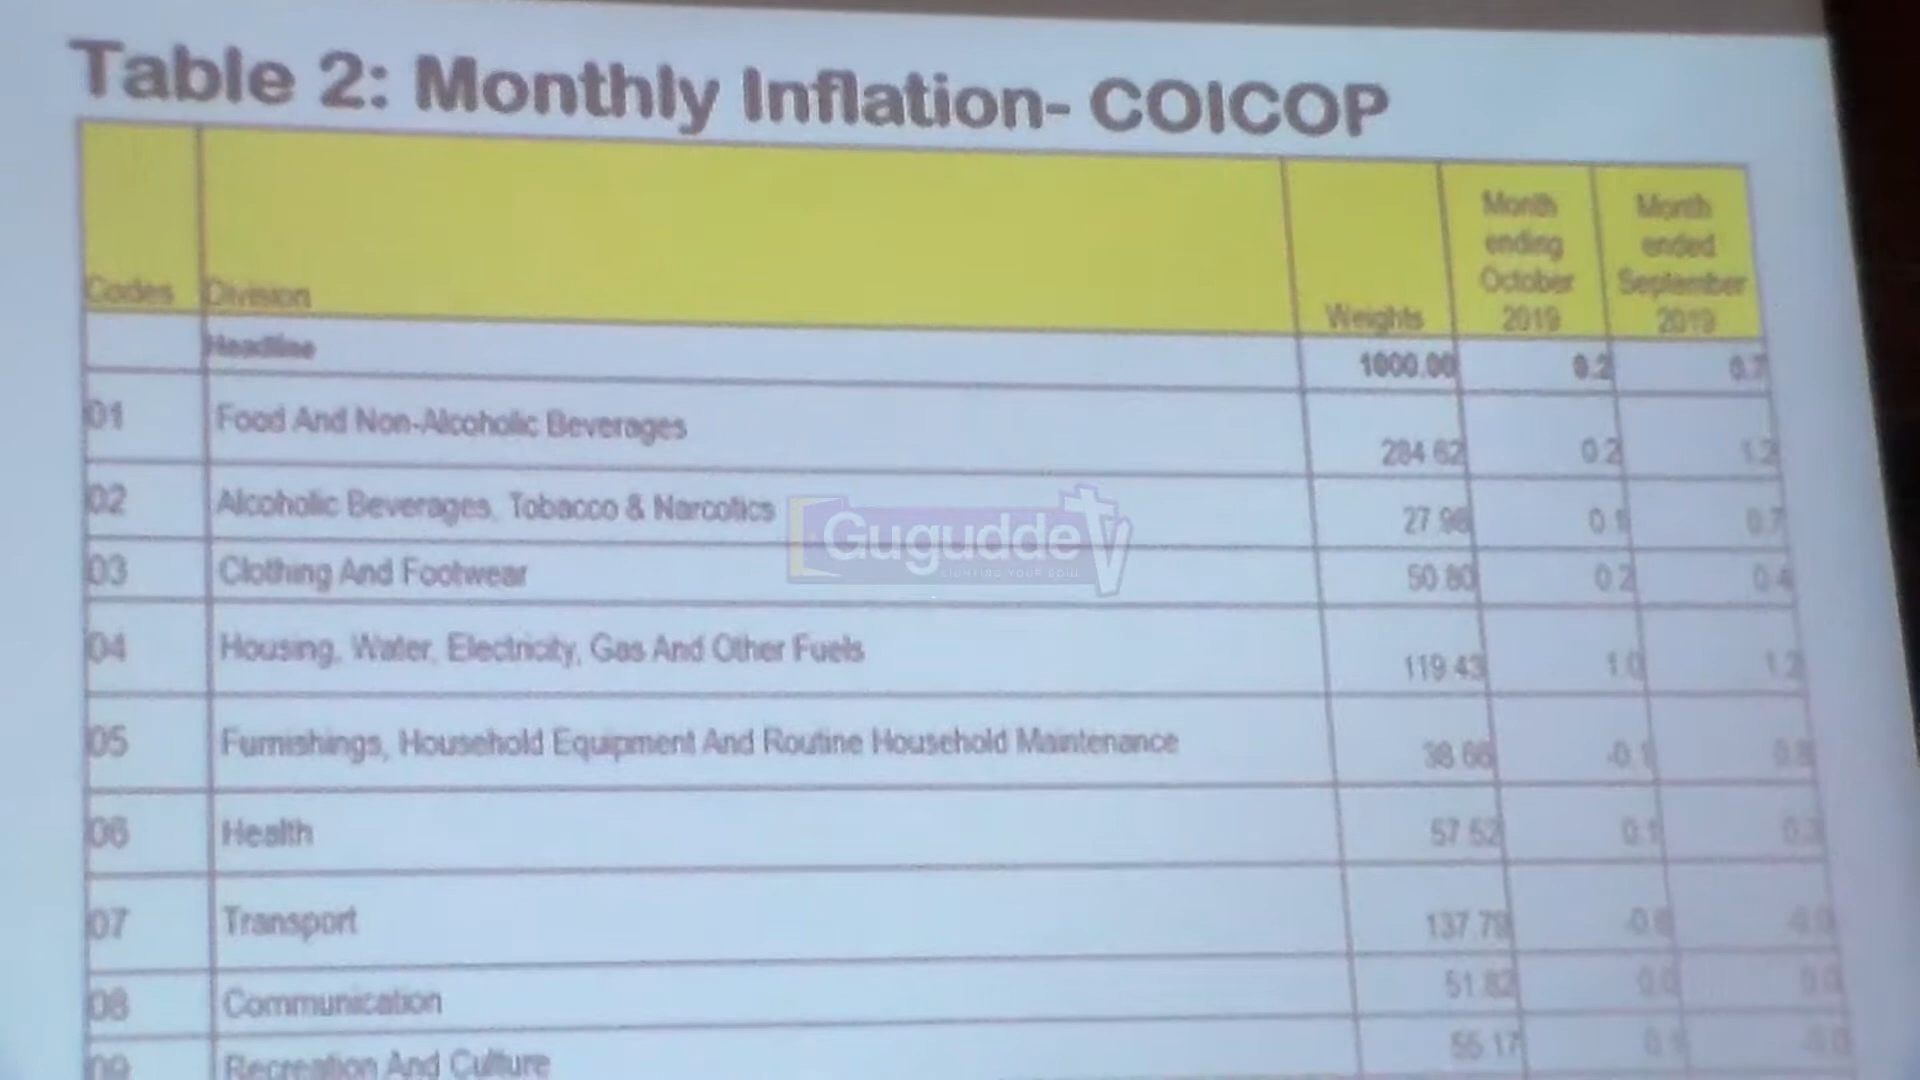 Table 2: Monthly Inflation- COICOP
Codes Division Weights Month ending October 2019 Month ended September 2019
Headline 1000.00 0.2 0.7
01 Food And Non-Alcoholic Beverages 284.62 0.2 1.2
02 Alcoholic Beverages, Tobacco & Narcotics 27.98 0.1 0.7
03 Clothing And Footwear 50.80 0.2 0.4
04 Housing, Water, Electricity, Gas And Other Fuels 119.43 1.0 1.2
05 Furnishings, Household Equipment And Routine Household Maintenance -0.1
06 Health 57.52 0.1
07 Transport 137.79
08 Communication 51.82 0.0 0.0
09 Recreation And Culture 55.17
Gugudde TV